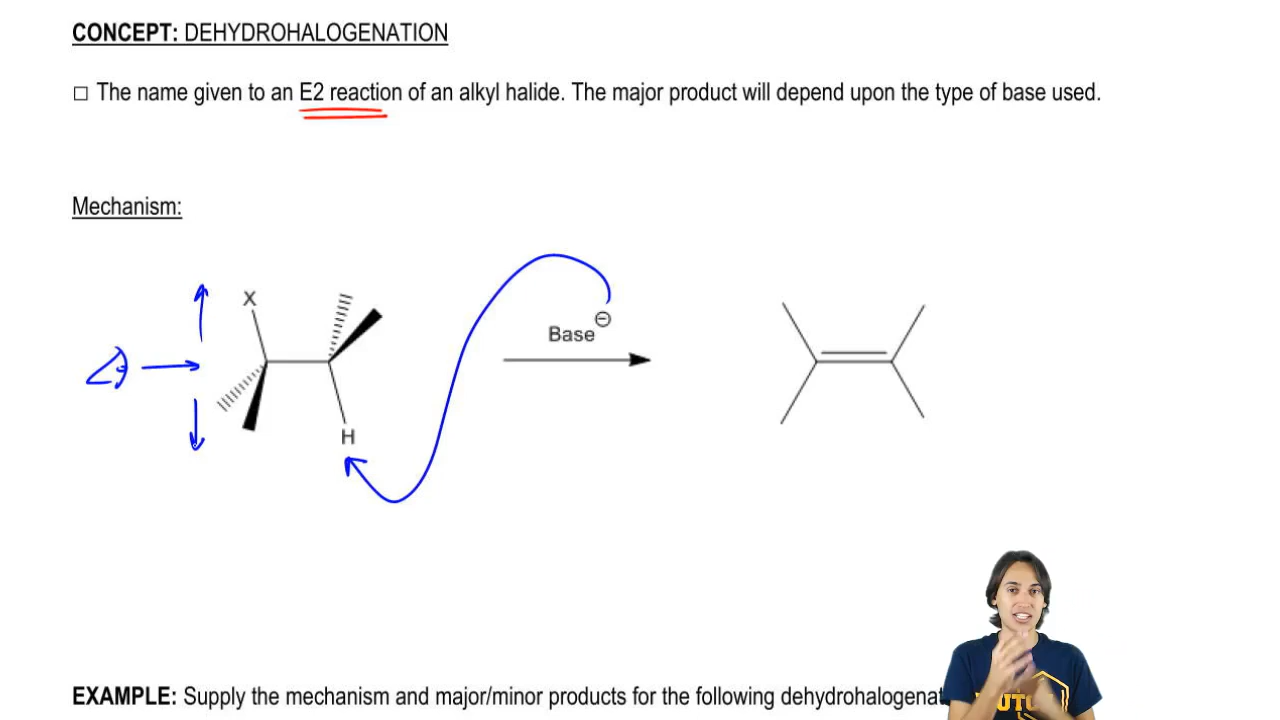 CONCEPT: DEHYDROHALOGENATION
□ The name given to an E2 reaction of an alkyl halide. The major product will depend upon the type of base used.
Mechanism:
X
Base ⊖
H
EXAMPLE: Supply the mechanism and major/minor products for the following